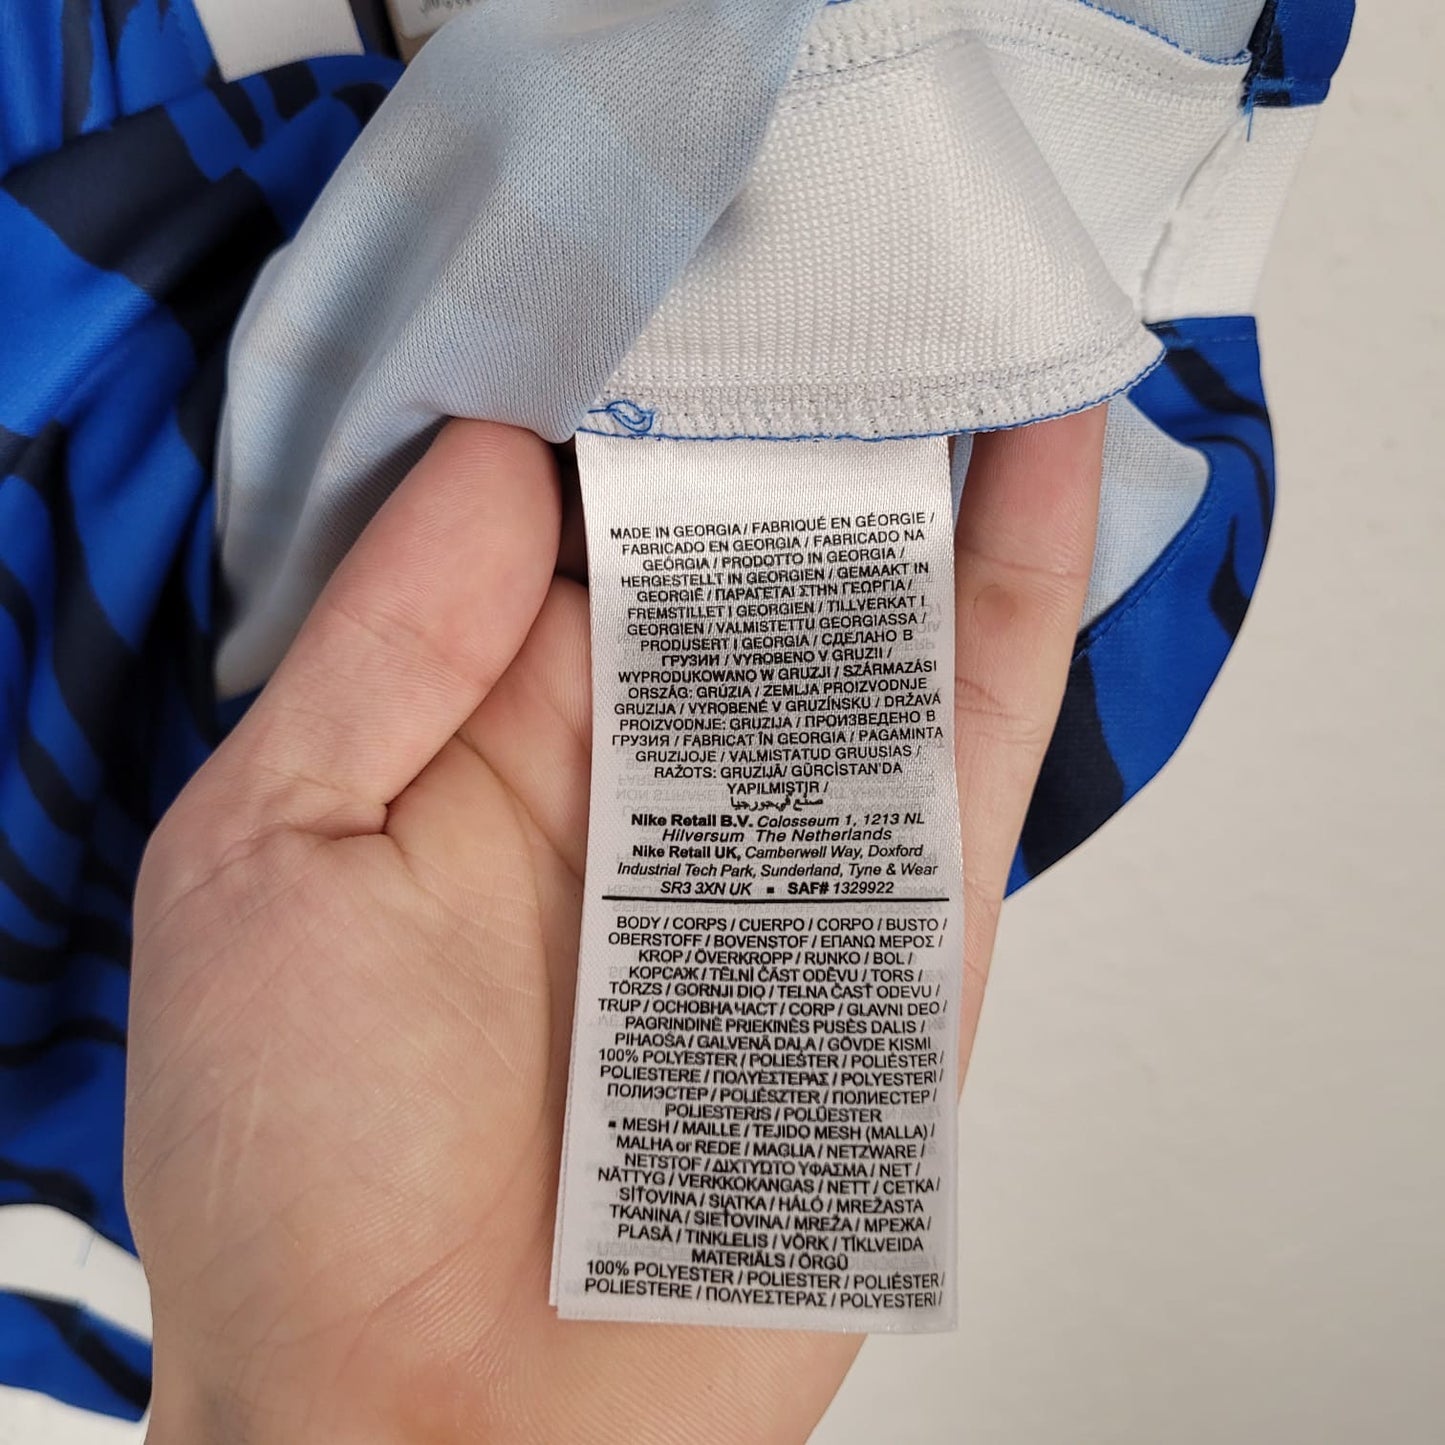 MADE IN GEORGIA / FABRIQUÉ EN GÉORGIE /
FABRICADO EN GEORGIA / FABRICADO NA
GEÓRGIA / PRODOTTO IN GEORGIA /
HERGESTELLT IN GEORGIEN / GEMAAKT IN
GEORGIË / ΠΑΡΑΓΕΤΑΙ ΣΤΗΝ ΓΕΩΡΓΙΑ /
FREMSTILLET I GEORGIEN / TILLVERKAT I
GEORGIEN / VALMISTETTU GEORGIASSA /
PRODUSERT I GEORGIA / СДЕЛАНО В
ГРУЗИИ / VYROBENO V GRUZII /
WYPRODUKOWANO W GRUZJI / SZÁRMAZÁSI
ORSZÁG: GRÚZIA / ZEMLJA PROIZVODNJE
GRUZIJA / VYROBENÉ V GRUZÍNSKU / DRŽAVA
PROIZVODNJE: GRUZIJA / ПРОИЗВЕДЕНО В
ГРУЗИЯ / FABRICAT ÎN GEORGIA / PAGAMINTA
GRUZIJOJE / VALMISTATUD GRUUSIAS /
RAŽOTS: GRUZIJĀ/ GÜRCİSTAN'DA
YAPILMIŞTIR /
صنع في جورجيا
Nike Retail B.V. Colosseum 1, 1213 NL
Hilversum The Netherlands
Nike Retail UK, Camberwell Way, Doxford
Industrial Tech Park, Sunderland, Tyne & Wear
SR3 3XN UK ▪ SAF# 1329922
BODY / CORPS / CUERPO / CORPO / BUSTO /
OBERSTOFF / BOVENSTOF / ΕΠΑΝΩ ΜΕΡΟΣ /
KROP / ÖVERKROPP / RUNKO / BOL /
КОРСАЖ / TĚLNÍ ČÁST ODĚVU / TORS /
TÖRZS / GORNJI DIO / TELNÁ ČASŤ ODEVU /
TRUP / ОСНОВНА ЧАСТ / CORP / GLAVNI DEO /
PAGRINDINĖ PRIEKINĖS PUSĖS DALIS /
PIHAOSA / GALVENĀ DAĻA / GÖVDE KISMI
100% POLYESTER / POLIÉSTER / POLIÉSTER /
POLIESTERE / ΠΟΛΥΕΣΤΕΡΑΣ / POLYESTERI /
ПОЛИЭСТЕР / POLIÉSZTER / ПОЛИЕСТЕР /
POLIESTERIS / POLÜESTER
▪ MESH / MAILLE / TEJIDO MESH (MALLA) /
MALHA or REDE / MAGLIA / NETZWARE /
NETSTOF / ΔΙΧΤΥΩΤΟ ΥΦΑΣΜΑ / NET /
NÄTTYG / VERKKOKANGAS / NETT / СЕТКА /
SÍŤOVINA / SIATKA / HÁLÓ / MREŽASTA
TKANINA / SIEŤOVINA / MREŽA / МРЕЖА /
PLASĂ / TINKLELIS / VÕRK / TĪKLVEIDA
MATERIĀLS / ÖRGÜ
100% POLYESTER / POLIESTER / POLIÉSTER /
POLIESTERE / ΠΟΛΥΕΣΤΕΡΑΣ / POLYESTERI /